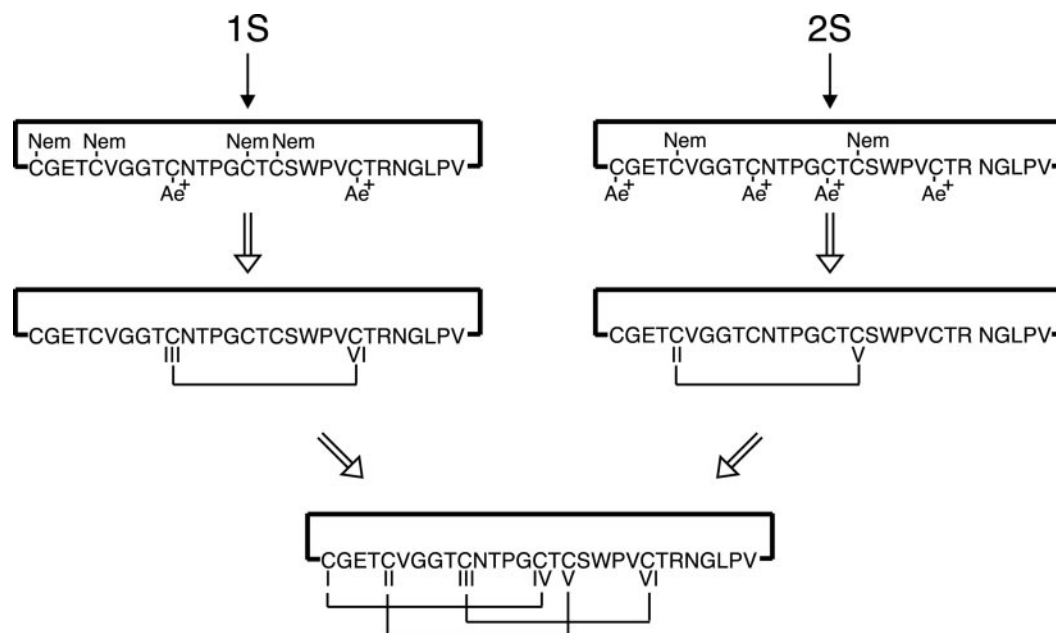 1S
2S
Nem Nem Nem Nem
CGETCVGGTCNTPGCTCSWPVCTRNGLPV
Ae+ Ae+
Nem Nem
CGETCVGGTCNTPGCTCSWPVCTR NGLPV
Ae+ Ae+ Ae+ Ae+
CGETCVGGTCNTPGCTCSWPVCTRNGLPV
III VI
CGETCVGGTCNTPGCTCSWPVCTR NGLPV
II V
CGETCVGGTCNTPGCTCSWPVCTRNGLPV
I II III IV V VI